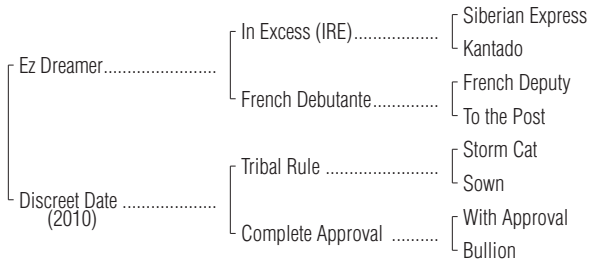 Siberian Express
In Excess (IRE)..................
Kantado
Ez Dreamer........................
French Deputy
French Debutante..............
To the Post
Storm Cat
Tribal Rule ........................
Sown
Discreet Date ....................
(2010)
With Approval
Complete Approval ..........
Bullion